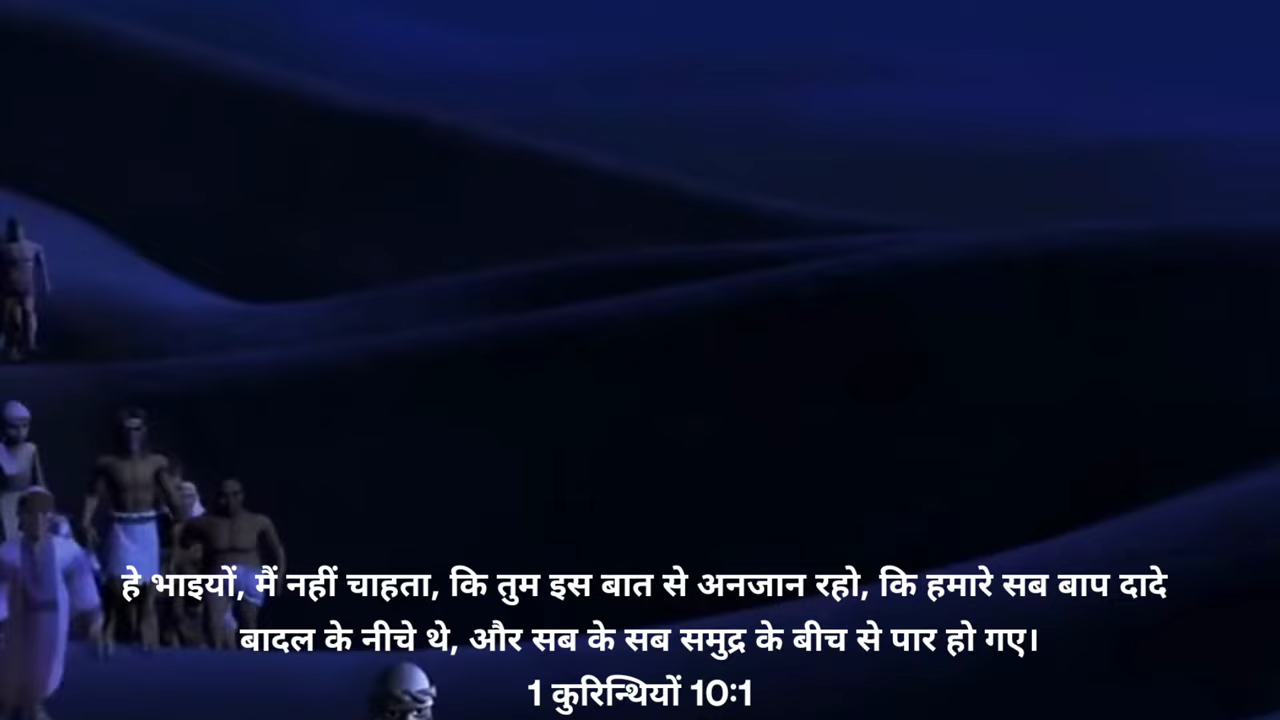 हे भाइयों, मैं नहीं चाहता, कि तुम इस बात से अनजान रहो, कि हमारे सब बाप दादे
बादल के नीचे थे, और सब के सब समुद्र के बीच से पार हो गए।
1 कुरिन्थियों 10:1